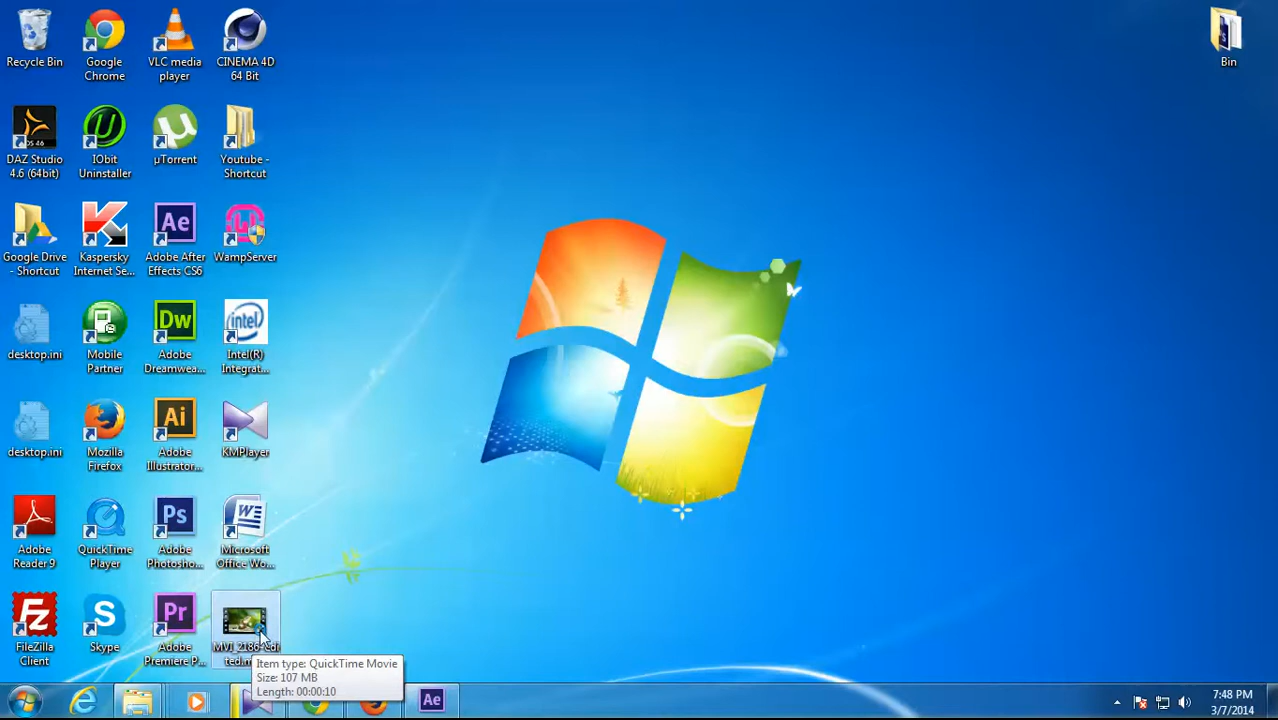 Recycle Bin
Google
Chrome
VLC media
player
CINEMA 4D
64 Bit
Bin
DAZ Studio
4.6 (64bit)
IObit
Uninstaller
µTorrent
Youtube -
Shortcut
Google Drive
- Shortcut
Kaspersky
Internet Se...
Ae
Adobe After
Effects CS6
WampServer
desktop.ini
Mobile
Partner
Dw
Adobe
Dreamwea...
intel
Intel(R)
Integrat...
desktop.ini
Mozilla
Firefox
Ai
Adobe
Illustrator...
KMPlayer
Adobe
Reader 9
QuickTime
Player
Ps
Adobe
Photosho...
W
Microsoft
Office Wo...
Fz
FileZilla
Client
S
Skype
Pr
Adobe
Premiere P...
Item type: QuickTime Movie
Size: 107 MB
Length: 00:00:10
Ae
7:48 PM
3/7/2014